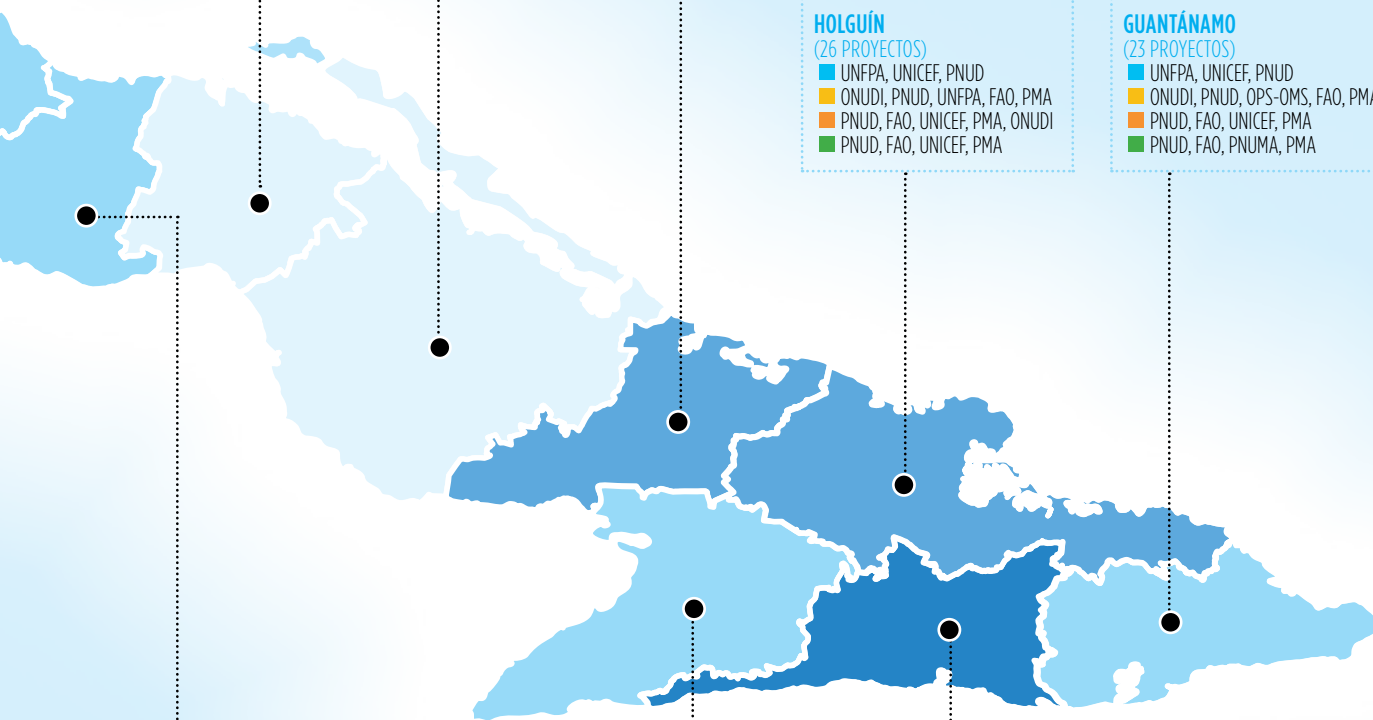 HOLGUÍN
(26 PROYECTOS)
UNFPA, UNICEF, PNUD
ONUDI, PNUD, UNFPA, FAO, PMA
PNUD, FAO, UNICEF, PMA, ONUDI
PNUD, FAO, UNICEF, PMA
GUANTÁNAMO
(23 PROYECTOS)
UNFPA, UNICEF, PNUD
ONUDI, PNUD, OPS-OMS, FAO, PMA
PNUD, FAO, UNICEF, PMA
PNUD, FAO, PNUMA, PMA